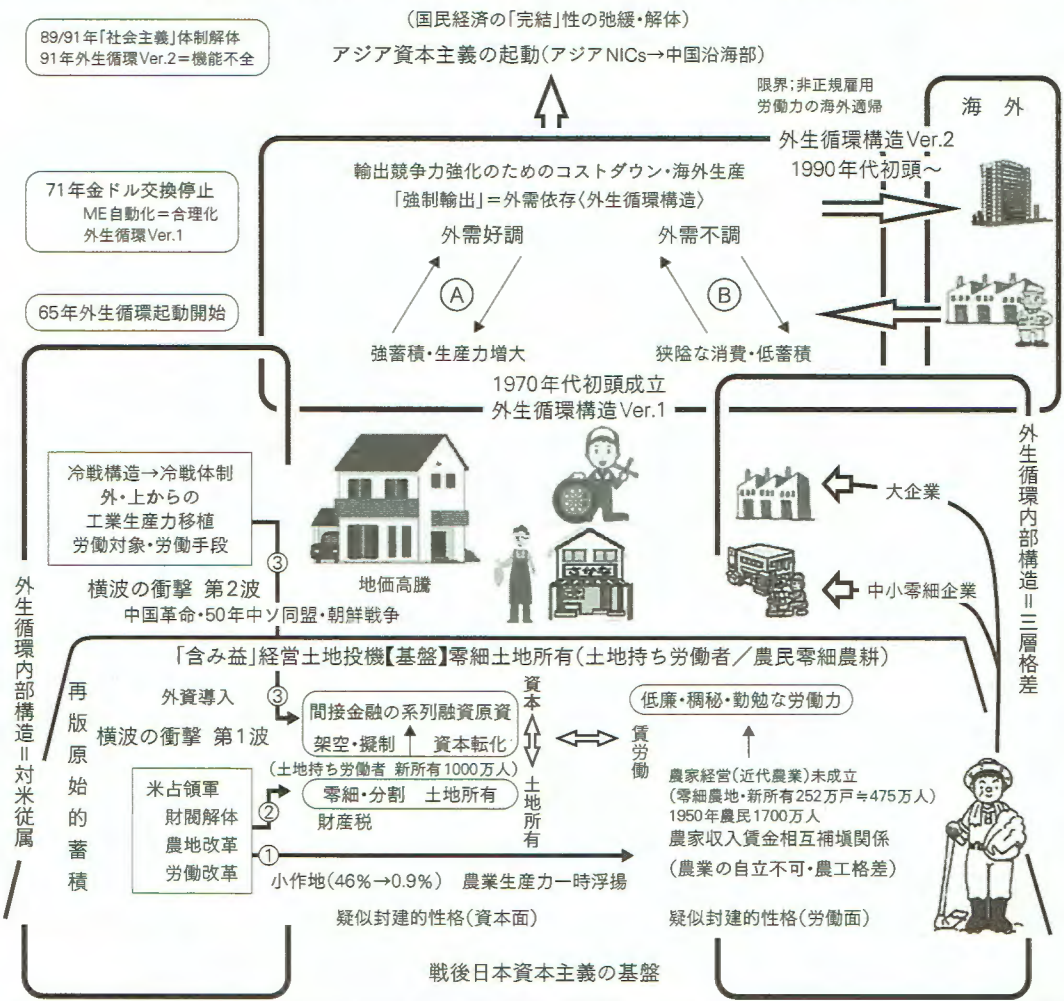 (国民経済の「完結」性の弛緩・解体)
アジア資本主義の起動(アジアNICs→中国沿海部)
89/91年「社会主義」体制解体
91年外生循環Ver.2=機能不全
限界;非正規雇用
労働力の海外適帰
海 外
外生循環構造Ver.2
1990年代初頭〜
輸出競争力強化のためのコストダウン・海外生産
「強制輸出」=外需依存〈外生循環構造〉
71年金ドル交換停止
ME自動化=合理化
外生循環Ver.1
外需好調
外需不調
A
B
65年外生循環起動開始
強蓄積・生産力増大
狭隘な消費・低蓄積
1970年代初頭成立
外生循環構造Ver.1
冷戦構造→冷戦体制
外・上からの
工業生産力移植
労働対象・労働手段
③
大企業
さかな
地価高騰
中小零細企業
外生循環内部構造=三層格差
横波の衝撃 第2波
中国革命・50年中ソ同盟・朝鮮戦争
外生循環内部構造=対米従属
「含み益」経営土地投機【基盤】零細土地所有(土地持ち労働者/農民零細農耕)
再版原始的蓄積
外資導入
③
間接金融の系列融資原資
架空・擬制 資本転化
資本
土地所有
賃労働
低廉・稠秘・勤勉な労働力
横波の衝撃 第1波
(土地持ち労働者 新所有1000万人)
零細・分割 土地所有
財産税
米占領軍
財閥解体
農地改革
労働改革
②
①
農家経営(近代農業)未成立
(零細農地・新所有252万戸≒475万人)
1950年農民1700万人
農家収入賃金相互補塡関係
(農業の自立不可・農工格差)
小作地(46%→0.9%) 農業生産力一時浮揚
疑似封建的性格(資本面)
疑似封建的性格(労働面)
戦後日本資本主義の基盤